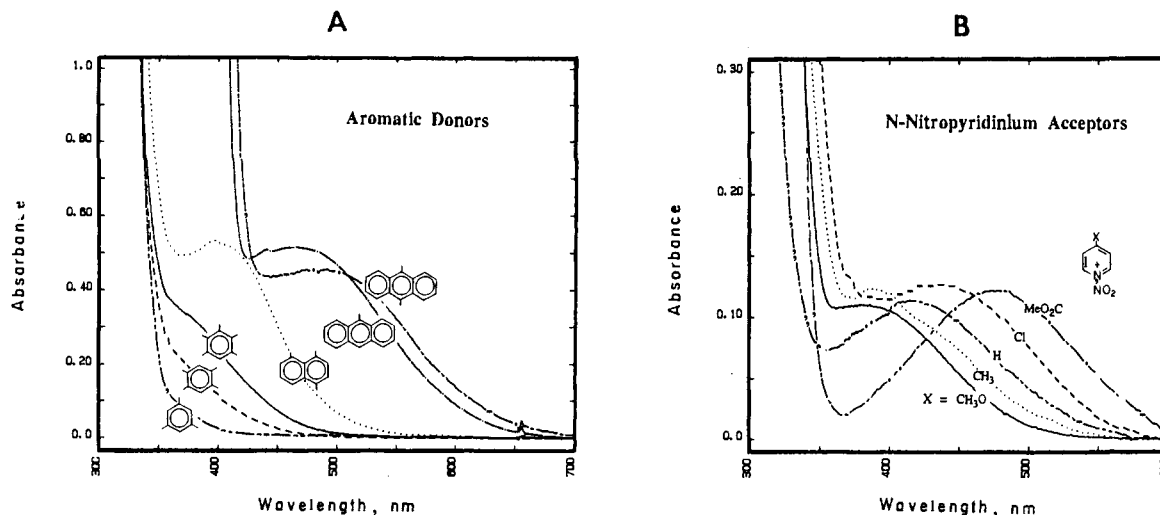 A
Absorbance
1.0
0.80
0.60
0.40
0.20
0.0
Aromatic Donors
300
400
500
600
700
Wavelength, nm
B
Absorbance
0.30
0.20
0.10
0.0
N-Nitropyridinium Acceptors
X
+
N
NO2
MeO2C
Cl
H
CH3
X = CH3O
300
400
500
600
Wavelength, nm